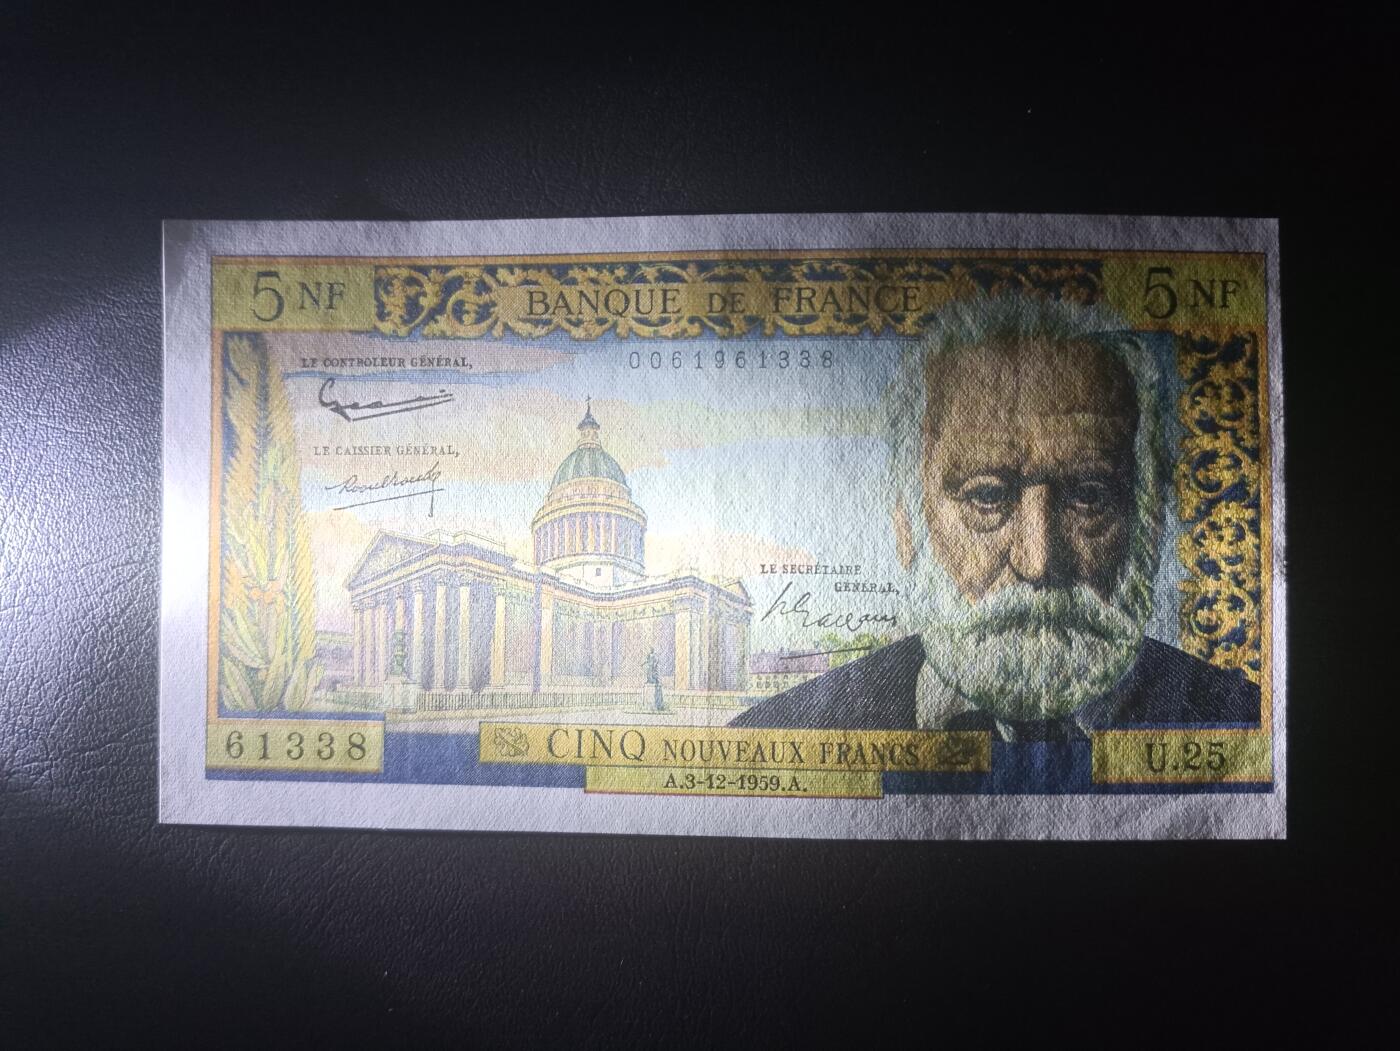 5 NF BANQUE DE FRANCE 5 NF
LE CONTROLEUR GÉNÉRAL,
0061961338
LE CAISSIER GÉNÉRAL,
LE SECRÉTAIRE
GÉNÉRAL,
61338 CINQ NOUVEAUX FRANCS U.25
A.3-12-1959.A.